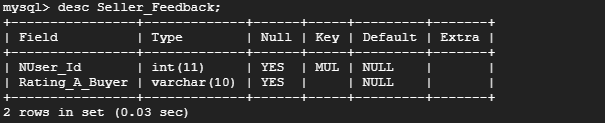 mysql> desc Seller_Feedback;
+----------------+-------------+------+-----+---------+-------+
| Field          | Type        | Null | Key | Default | Extra |
+----------------+-------------+------+-----+---------+-------+
| NUser_Id       | int(11)     | YES  | MUL | NULL    |       |
| Rating_A_Buyer | varchar(10) | YES  |     | NULL    |       |
+----------------+-------------+------+-----+---------+-------+
2 rows in set (0.03 sec)